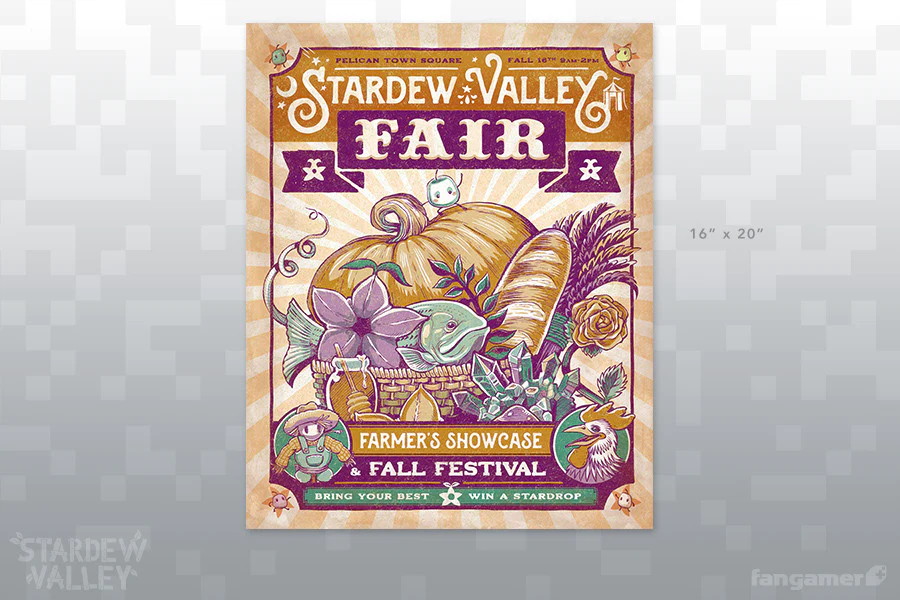 PELICAN TOWN SQUARE FALL 16TH 9AM-2PM
STARDEW VALLEY
FAIR
16" x 20"
FARMER'S SHOWCASE
& FALL FESTIVAL
BRING YOUR BEST WIN A STARDROP
STARDEW
VALLEY
fangamer